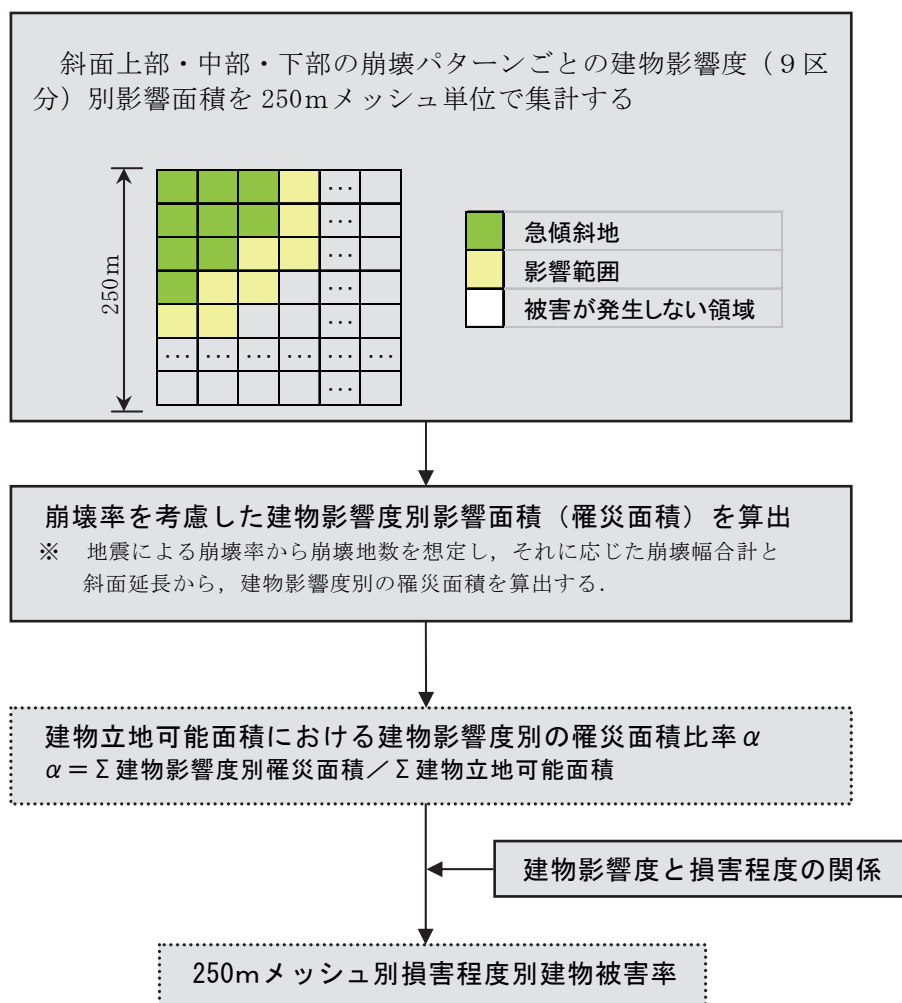 斜面上部・中部・下部の崩壊パターンごとの建物影響度（９区
分）別影響面積を 250ｍメッシュ単位で集計する
250m
…
…
…
…
…
… … … … … …
…
急傾斜地
影響範囲
被害が発生しない領域
崩壊率を考慮した建物影響度別影響面積（罹災面積）を算出
※　地震による崩壊率から崩壊地数を想定し，それに応じた崩壊幅合計と
斜面延長から，建物影響度別の罹災面積を算出する．
建物立地可能面積における建物影響度別の罹災面積比率α
α＝Σ建物影響度別罹災面積／Σ建物立地可能面積
建物影響度と損害程度の関係
250ｍメッシュ別損害程度別建物被害率